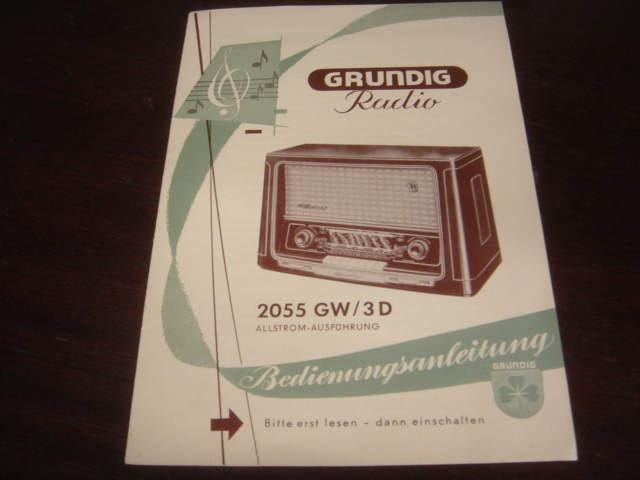 GRUNDIG
Radio
2055 GW/3D
ALLSTROM-AUSFÜHRUNG
Bedienungsanleitung
GRUNDIG
Bitte erst lesen - dann einschalten